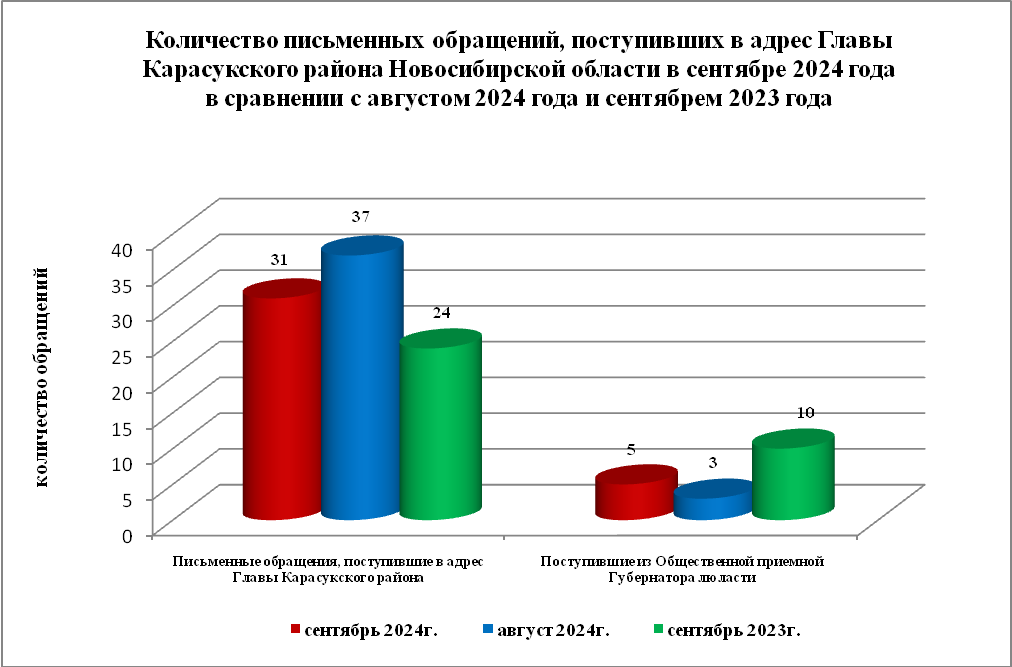 Количество письменных обращений, поступивших в адрес Главы
Карасукского района Новосибирской области в сентябре 2024 года
в сравнении с августом 2024 года и сентябрем 2023 года
количество обращений
40
35
30
25
20
15
10
5
0
31
37
24
5
3
10
Письменные обращения, поступившие в адрес
Главы Карасукского района
Поступившие из Общественной приемной
Губернатора люласти
сентябрь 2024г.
август 2024г.
сентябрь 2023г.